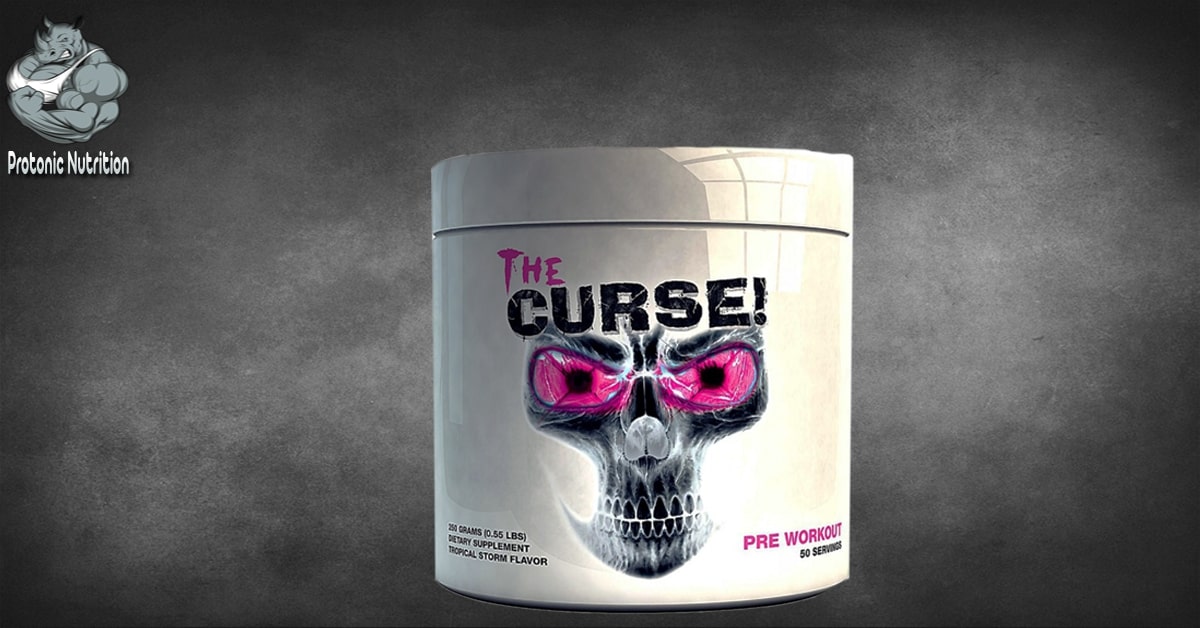 Protonic Nutrition
THE
CURSE!
250 GRAMS (0.55 LBS)
DIETARY SUPPLEMENT
TROPICAL STORM FLAVOR
PRE WORKOUT
50 SERVINGS